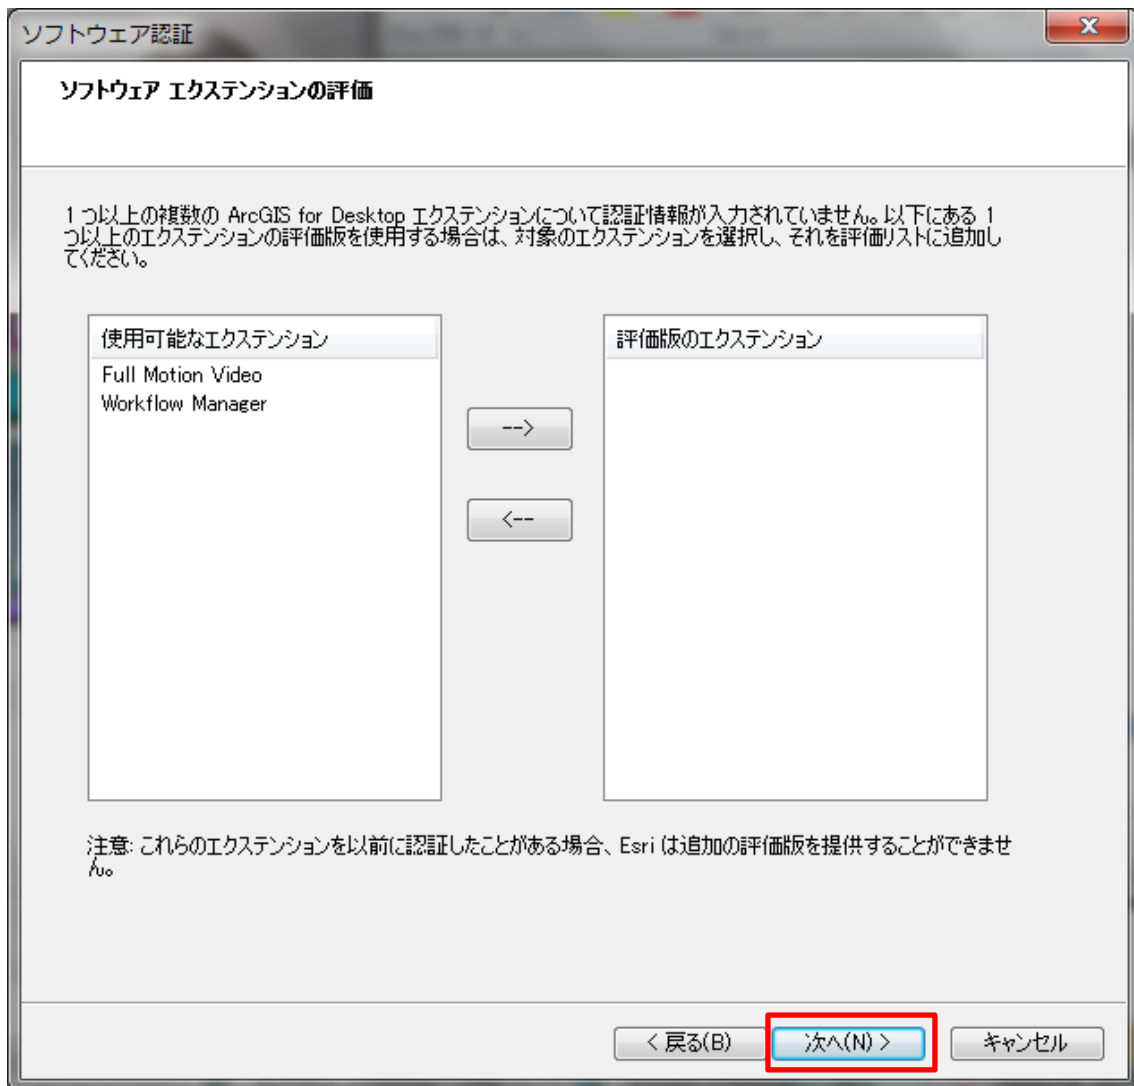 ソフトウェア認証
ソフトウェア エクステンションの評価
1 つ以上の複数の ArcGIS for Desktop エクステンションについて認証情報が入力されていません。以下にある 1
つ以上のエクステンションの評価版を使用する場合は、対象のエクステンションを選択し、それを評価リストに追加し
てください。
使用可能なエクステンション
Full Motion Video
Workflow Manager
-->
<--
評価版のエクステンション
注意: これらのエクステンションを以前に認証したことがある場合、Esri は追加の評価版を提供することができませ
ん。
< 戻る(B)
次へ(N) >
キャンセル